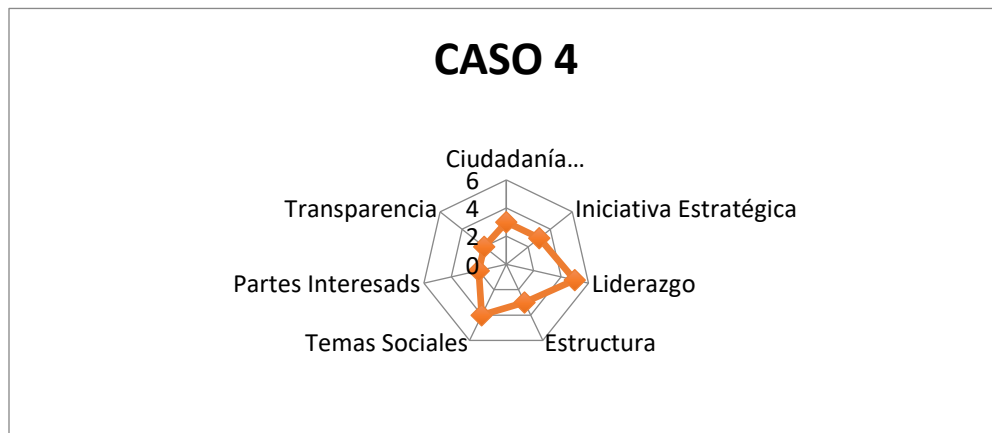 CASO 4
Ciudadanía...
6
4
2
0
Transparencia
Iniciativa Estratégica
Partes Interesads
Liderazgo
Temas Sociales
Estructura